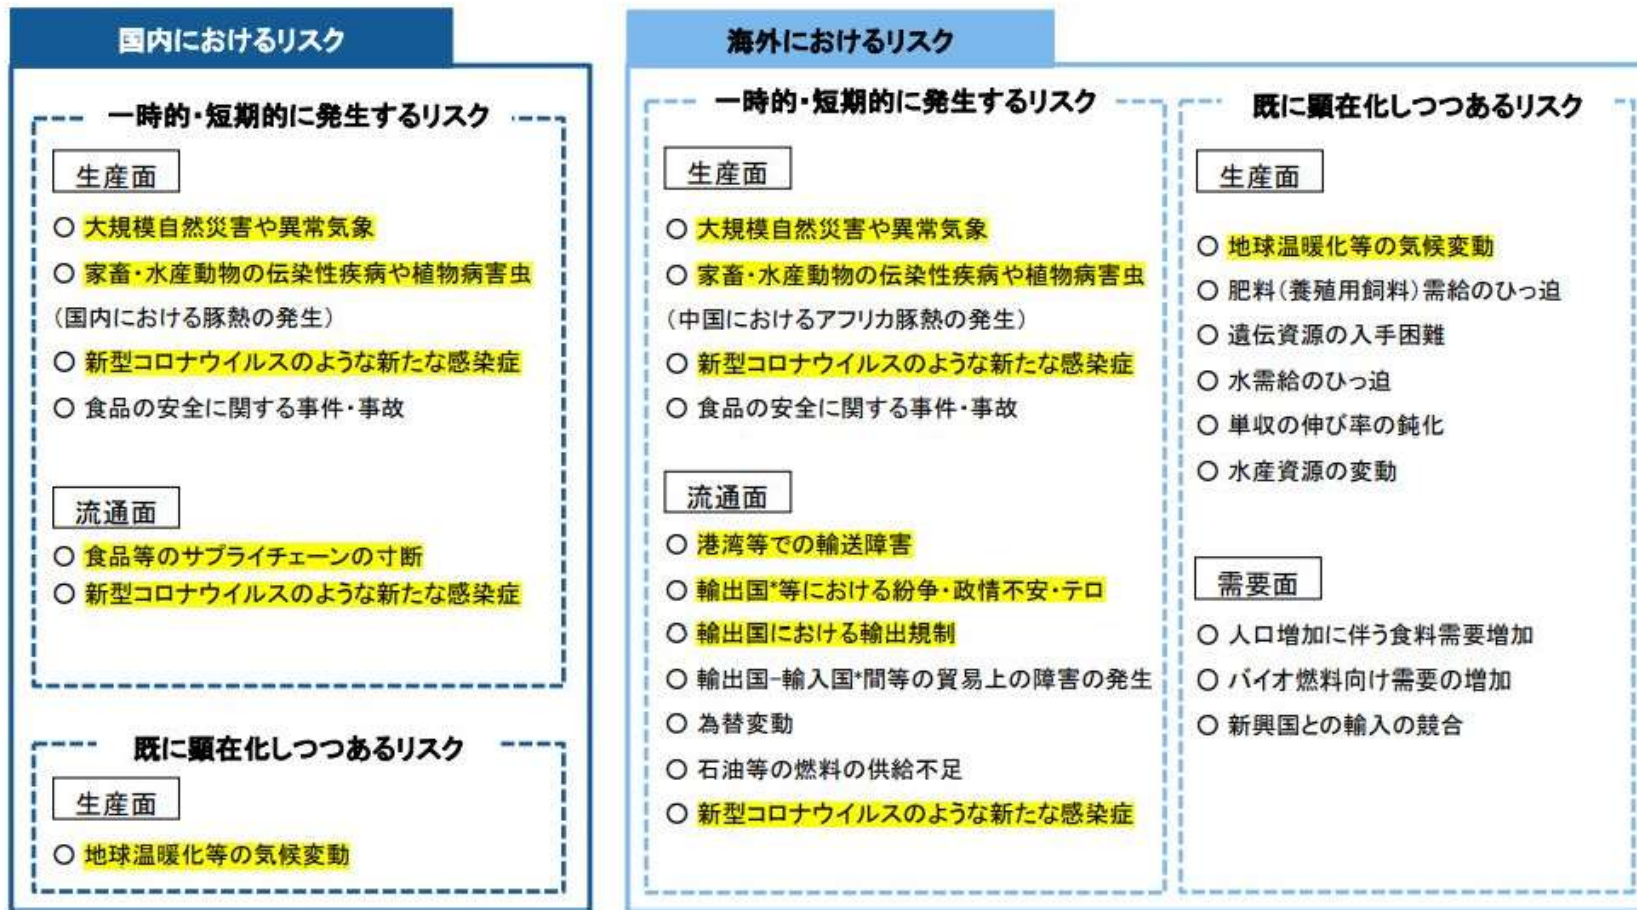 国内におけるリスク
一時的・短期的に発生するリスク
生産面
○ 大規模自然災害や異常気象
○ 家畜・水産動物の伝染性疾病や植物病害虫
(国内における豚熱の発生)
○ 新型コロナウイルスのような新たな感染症
○ 食品の安全に関する事件・事故
流通面
○ 食品等のサプライチェーンの寸断
○ 新型コロナウイルスのような新たな感染症
既に顕在化しつつあるリスク
生産面
○ 地球温暖化等の気候変動
海外におけるリスク
一時的・短期的に発生するリスク
生産面
○ 大規模自然災害や異常気象
○ 家畜・水産動物の伝染性疾病や植物病害虫
(中国におけるアフリカ豚熱の発生)
○ 新型コロナウイルスのような新たな感染症
○ 食品の安全に関する事件・事故
流通面
○ 港湾等での輸送障害
○ 輸出国*等における紛争・政情不安・テロ
○ 輸出国における輸出規制
○ 輸出国-輸入国*間等の貿易上の障害の発生
○ 為替変動
○ 石油等の燃料の供給不足
○ 新型コロナウイルスのような新たな感染症
既に顕在化しつつあるリスク
生産面
○ 地球温暖化等の気候変動
○ 肥料(養殖用飼料)需給のひっ迫
○ 遺伝資源の入手困難
○ 水需給のひっ迫
○ 単収の伸び率の鈍化
○ 水産資源の変動
需要面
○ 人口増加に伴う食料需要増加
○ バイオ燃料向け需要の増加
○ 新興国との輸入の競合